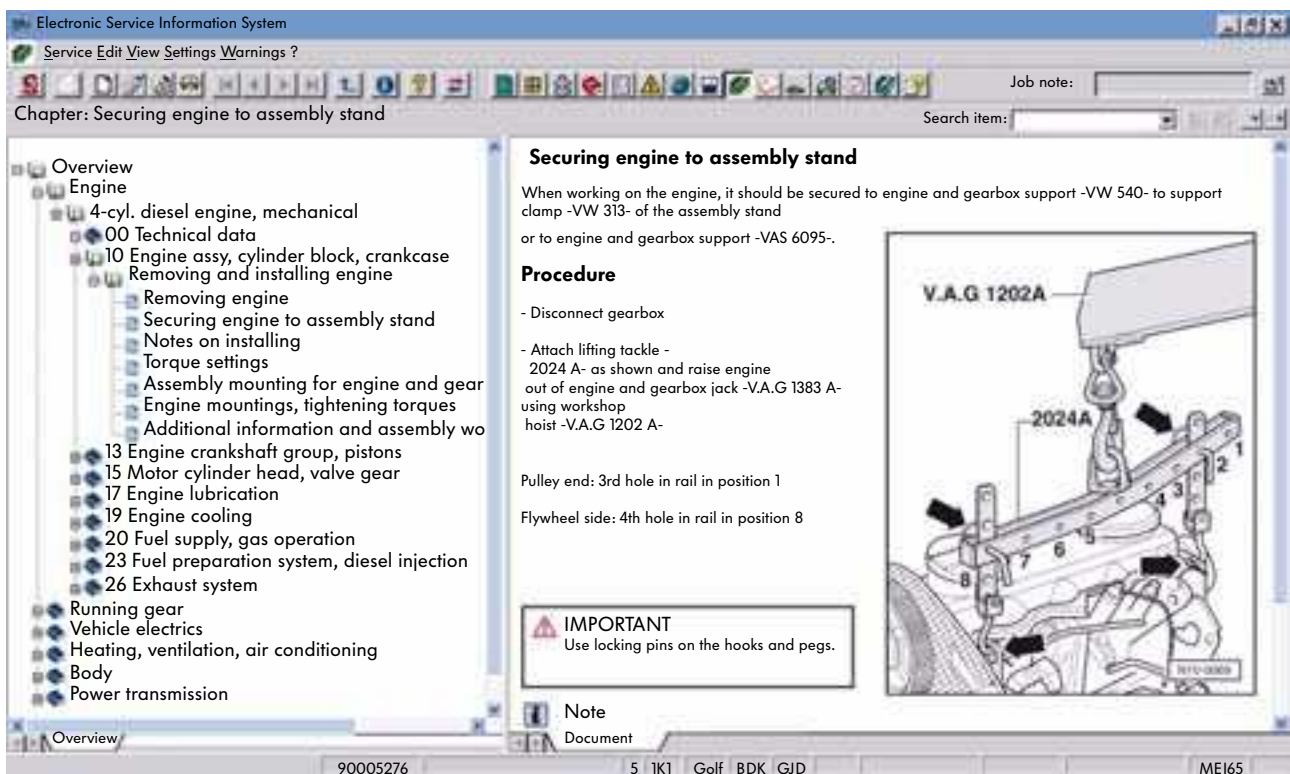 Electronic Service Information System
Service Edit View Settings Warnings ?
Job note:
Chapter: Securing engine to assembly stand
Search item:
Overview
Engine
4-cyl. diesel engine, mechanical
00 Technical data
10 Engine assy, cylinder block, crankcase
Removing and installing engine
Removing engine
Securing engine to assembly stand
Notes on installing
Torque settings
Assembly mounting for engine and gear
Engine mountings, tightening torques
Additional information and assembly wo
13 Engine crankshaft group, pistons
15 Motor cylinder head, valve gear
17 Engine lubrication
19 Engine cooling
20 Fuel supply, gas operation
23 Fuel preparation system, diesel injection
26 Exhaust system
Running gear
Vehicle electrics
Heating, ventilation, air conditioning
Body
Power transmission
Overview
Securing engine to assembly stand
When working on the engine, it should be secured to engine and gearbox support -VW 540- to support
clamp -VW 313- of the assembly stand
or to engine and gearbox support -VAS 6095-.
Procedure
- Disconnect gearbox
- Attach lifting tackle -
2024 A- as shown and raise engine
out of engine and gearbox jack -V.A.G 1383 A-
using workshop
hoist -V.A.G 1202 A-
Pulley end: 3rd hole in rail in position 1
Flywheel side: 4th hole in rail in position 8
IMPORTANT
Use locking pins on the hooks and pegs.
Note
Document
V.A.G 1202A
2024A
1
2
3
4
5
6
7
8
90005276 5 1K1 Golf BDK GJD MEI65